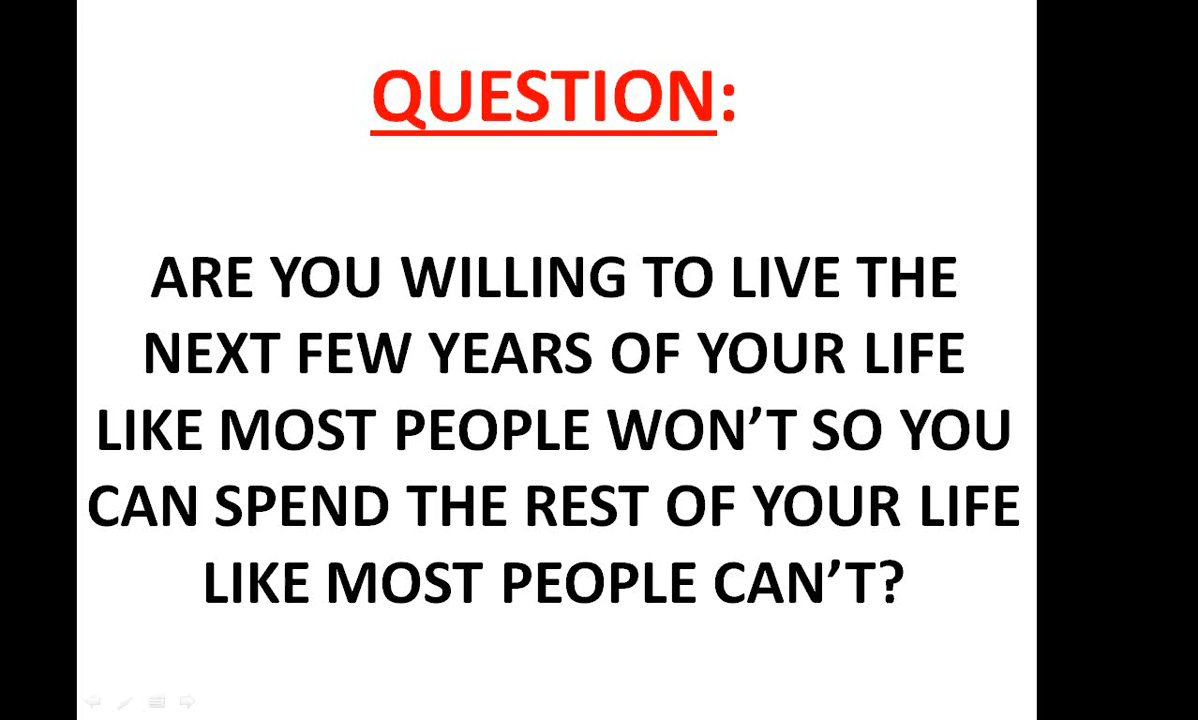 QUESTION:
ARE YOU WILLING TO LIVE THE
NEXT FEW YEARS OF YOUR LIFE
LIKE MOST PEOPLE WON’T SO YOU
CAN SPEND THE REST OF YOUR LIFE
LIKE MOST PEOPLE CAN’T?